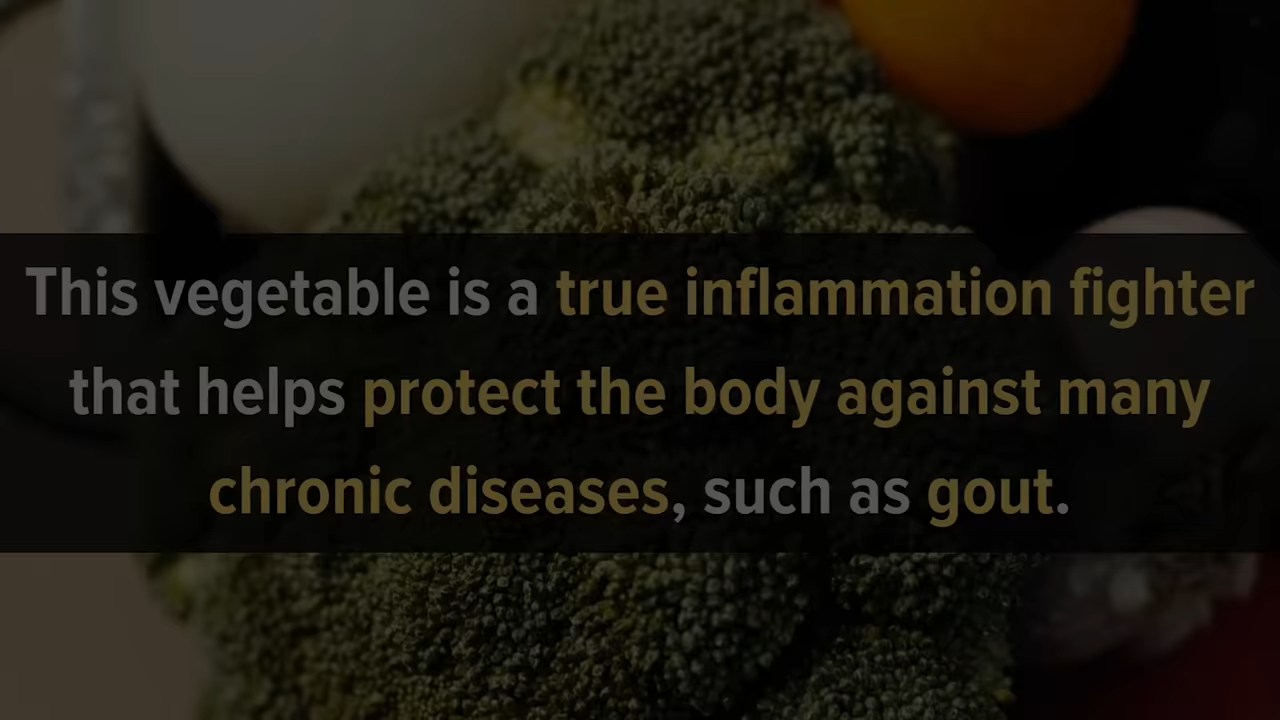 This vegetable is a true inflammation fighter
that helps protect the body against many
chronic diseases, such as gout.